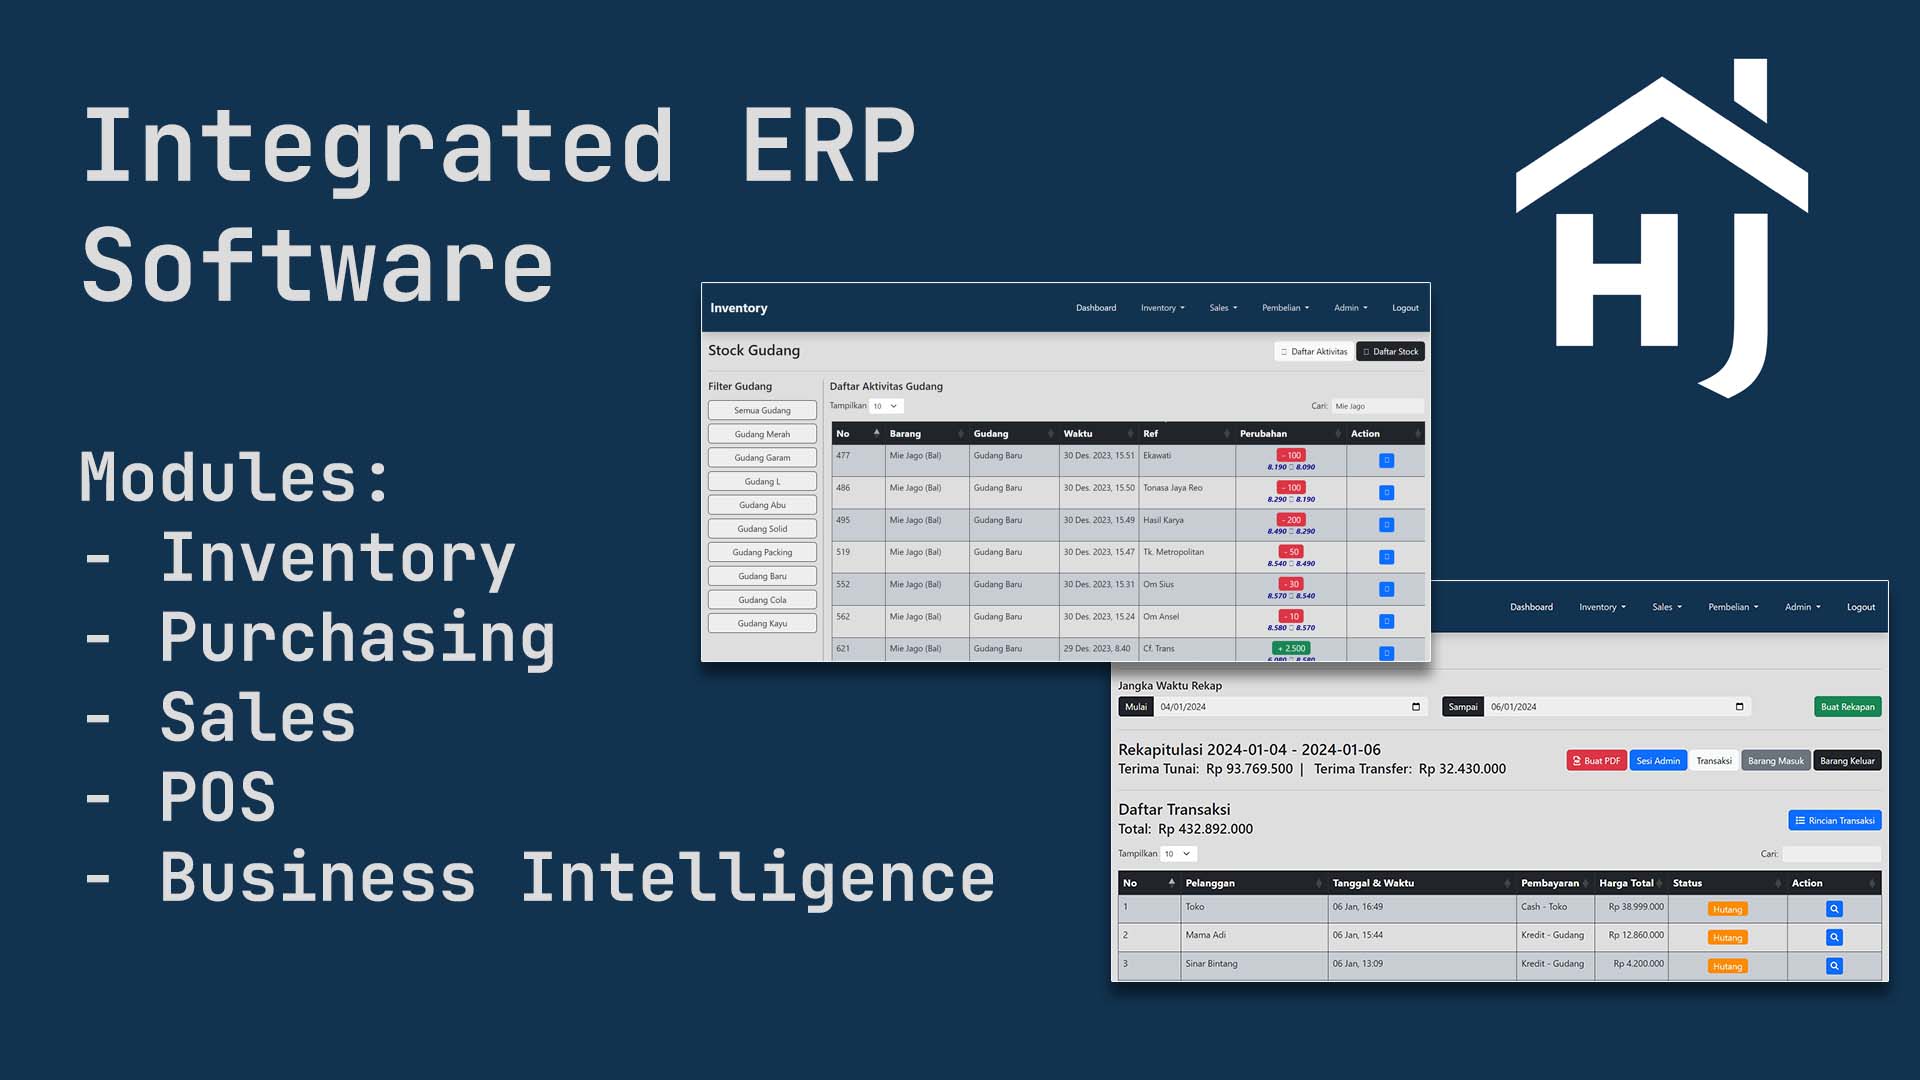 Integrated ERP
Software
HJ
Modules:
- Inventory
- Purchasing
- Sales
- POS
- Business Intelligence
Inventory Dashboard Inventory Sales Pembelian Admin Logout
Stock Gudang Daftar Aktivitas Daftar Stock
Filter Gudang
Semua Gudang
Gudang Merah
Gudang Garam
Gudang L
Gudang Abu
Gudang Solid
Gudang Packing
Gudang Baru
Gudang Cola
Gudang Kayu
Daftar Aktivitas Gudang
Tampilkan 10 Cari: Mie Jago
No Barang Gudang Waktu Ref Perubahan Action
477 Mie Jago (Bal) Gudang Baru 30 Des. 2023, 15.51 Ekawati - 100
8.190 8.090
486 Mie Jago (Bal) Gudang Baru 30 Des. 2023, 15.50 Tonasa Jaya Reo - 100
8.290 8.190
495 Mie Jago (Bal) Gudang Baru 30 Des. 2023, 15.49 Hasil Karya - 200
8.490 8.290
519 Mie Jago (Bal) Gudang Baru 30 Des. 2023, 15.47 Tk. Metropolitan - 50
8.540 8.490
552 Mie Jago (Bal) Gudang Baru 30 Des. 2023, 15.31 Om Sius - 30
8.570 8.540
562 Mie Jago (Bal) Gudang Baru 30 Des. 2023, 15.24 Om Ansel - 10
8.580 8.570
621 Mie Jago (Bal) Gudang Baru 29 Des. 2023, 8.40 Cf. Trans + 2.500
6.080 8.580
Dashboard Inventory Sales Pembelian Admin Logout
Jangka Waktu Rekap
Mulai 04/01/2024 Sampai 06/01/2024 Buat Rekapan
Rekapitulasi 2024-01-04 - 2024-01-06
Terima Tunai: Rp 93.769.500 | Terima Transfer: Rp 32.430.000
Buat PDF Sesi Admin Transaksi Barang Masuk Barang Keluar
Daftar Transaksi
Total: Rp 432.892.000
Rincian Transaksi
Tampilkan 10 Cari:
No Pelanggan Tanggal & Waktu Pembayaran Harga Total Status Action
1 Toko 06 Jan, 16:49 Cash - Toko Rp 38.999.000 Hutang
2 Mama Adi 06 Jan, 15:44 Kredit - Gudang Rp 12.860.000 Hutang
3 Sinar Bintang 06 Jan, 13:09 Kredit - Gudang Rp 4.200.000 Hutang